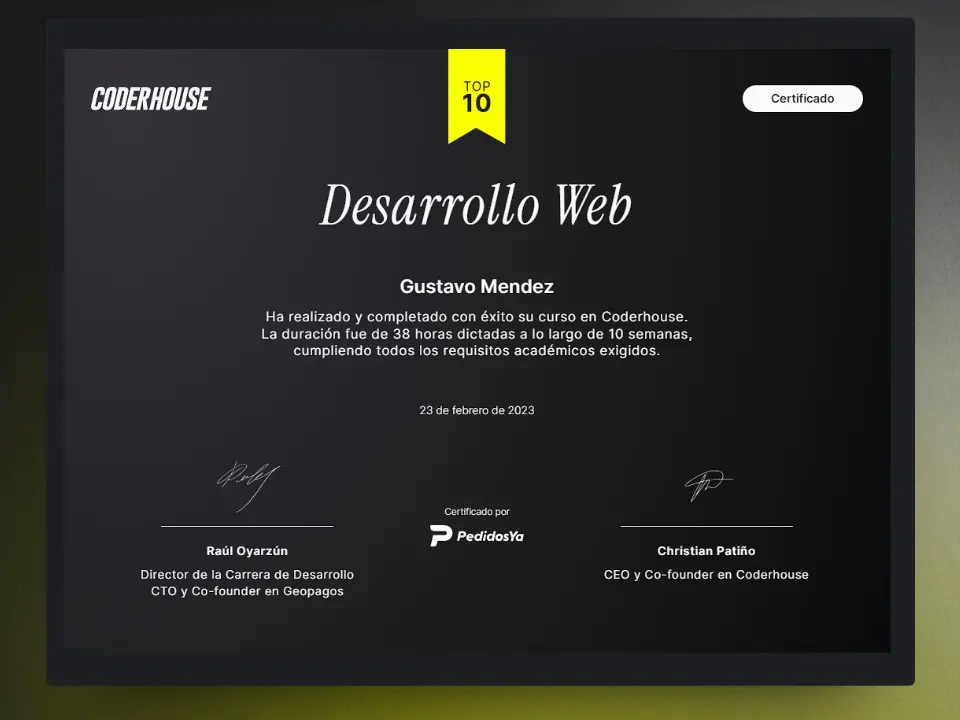 CODERHOUSE
TOP
10
Certificado
Desarrollo Web
Gustavo Mendez
Ha realizado y completado con éxito su curso en Coderhouse.
La duración fue de 38 horas dictadas a lo largo de 10 semanas,
cumpliendo todos los requisitos académicos exigidos.
23 de febrero de 2023
Certificado por
PedidosYa
Raúl Oyarzún
Director de la Carrera de Desarrollo
CTO y Co-founder en Geopagos
Christian Patiño
CEO y Co-founder en Coderhouse